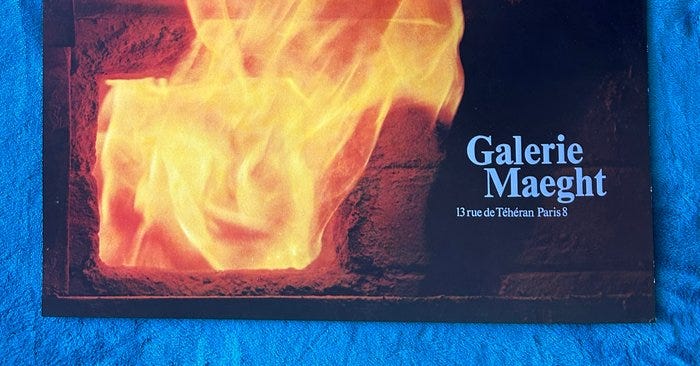 Galerie
Maeght
13 rue de Téhéran Paris 8